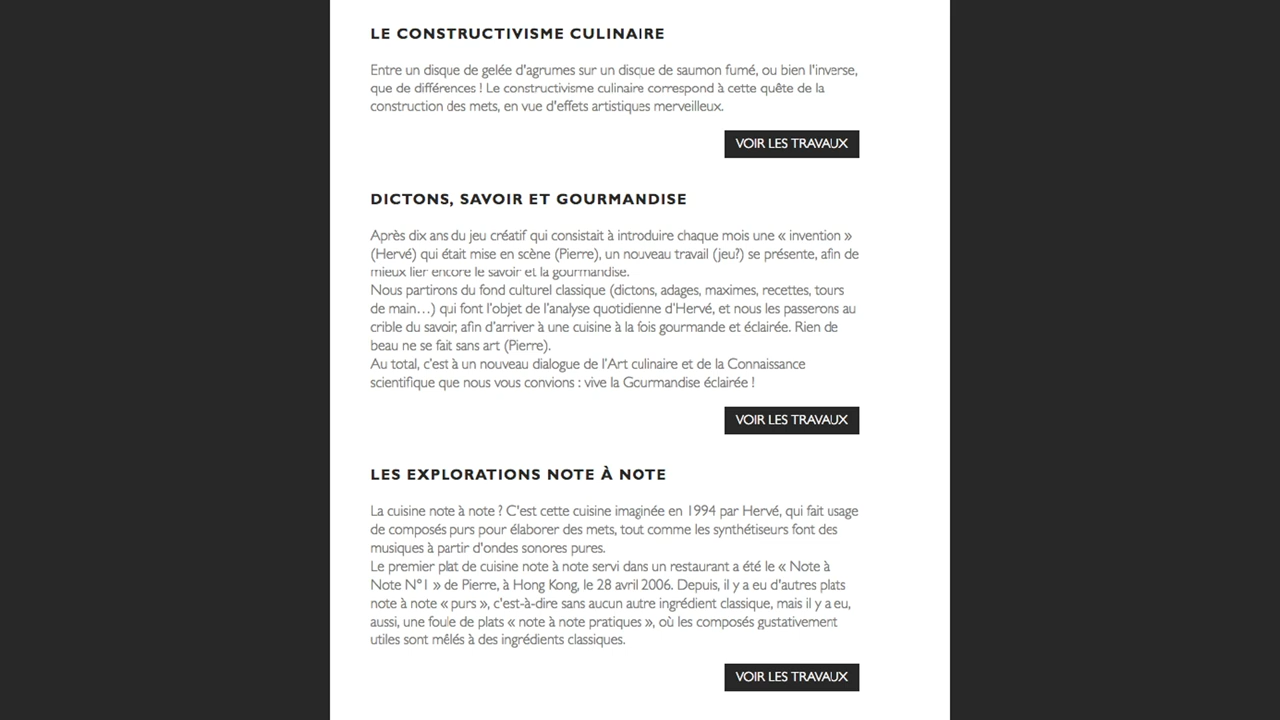 LE CONSTRUCTIVISME CULINAIRE
Entre un disque de gelée d'agrumes sur un disque de saumon fumé, ou bien l'inverse,
que de différences ! Le constructivisme culinaire correspond à cette quête de la
construction des mets, en vue d'effets artistiques merveilleux.
VOIR LES TRAVAUX
DICTONS, SAVOIR ET GOURMANDISE
Après dix ans du jeu créatif qui consistait à introduire chaque mois une « invention »
(Hervé) qui était mise en scène (Pierre), un nouveau travail (jeu?) se présente, afin de
mieux lier encore le savoir et la gourmandise.
Nous partirons du fond culturel classique (dictons, adages, maximes, recettes, tours
de main…) qui font l'objet de l'analyse quotidienne d'Hervé, et nous les passerons au
crible du savoir, afin d'arriver à une cuisine à la fois gourmande et éclairée. Rien de
beau ne se fait sans art (Pierre).
Au total, c'est à un nouveau dialogue de l'Art culinaire et de la Connaissance
scientifique que nous vous convions : vive la Gourmandise éclairée !
VOIR LES TRAVAUX
LES EXPLORATIONS NOTE À NOTE
La cuisine note à note ? C'est cette cuisine imaginée en 1994 par Hervé, qui fait usage
de composés purs pour élaborer des mets, tout comme les synthétiseurs font des
musiques à partir d'ondes sonores pures.
Le premier plat de cuisine note à note servi dans un restaurant a été le « Note à
Note N°1 » de Pierre, à Hong Kong, le 28 avril 2006. Depuis, il y a eu d'autres plats
note à note « purs », c'est-à-dire sans aucun autre ingrédient classique, mais il y a eu,
aussi, une foule de plats « note à note pratiques », où les composés gustativement
utiles sont mêlés à des ingrédients classiques.
VOIR LES TRAVAUX